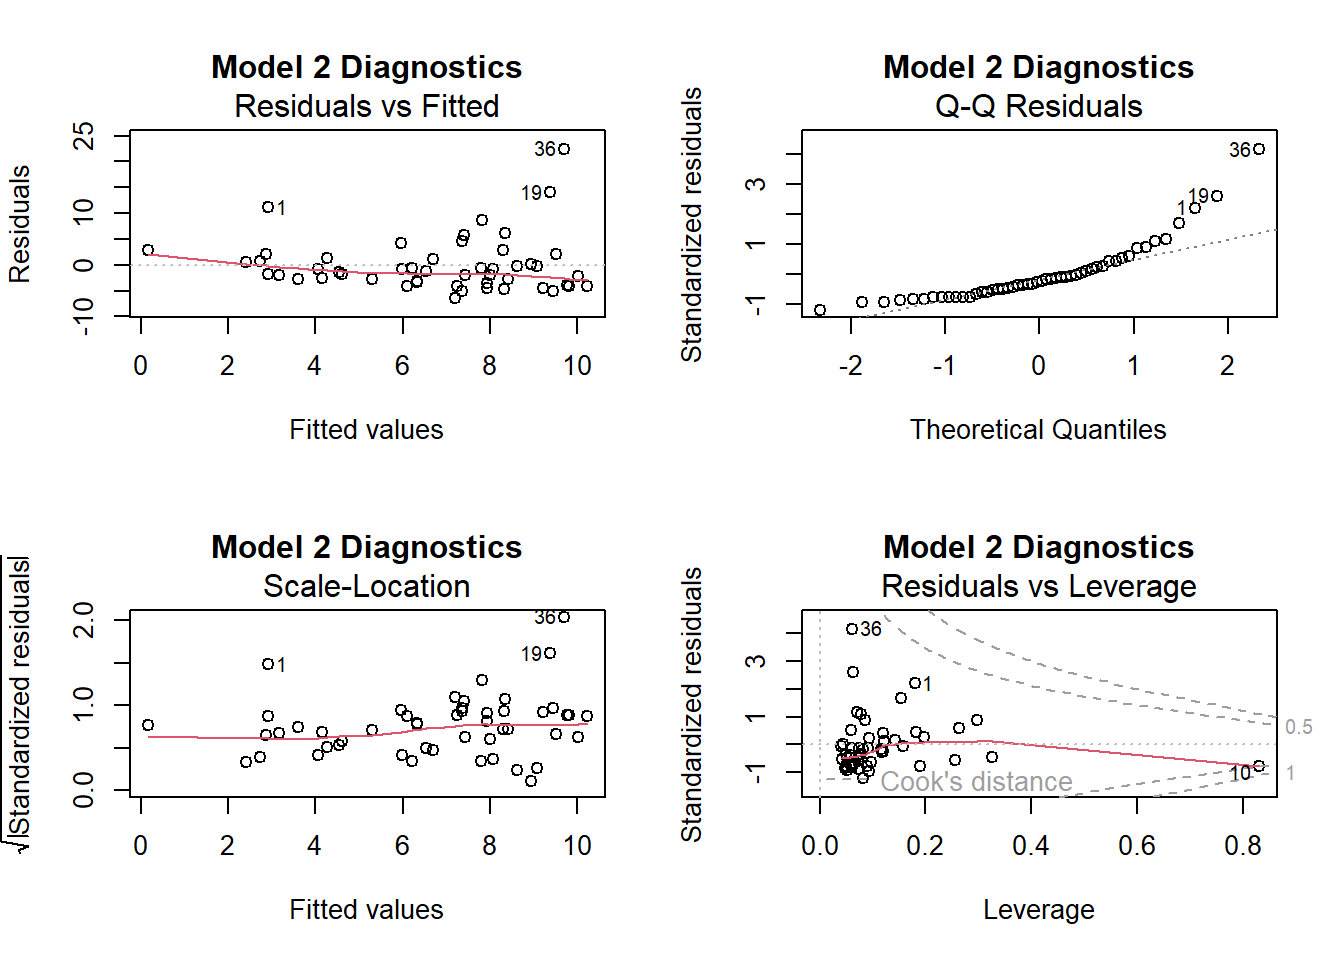 Model 2 Diagnostics
Residuals vs Fitted
Residuals
25
10
0
-10
36
19
1
0 2 4 6 8 10
Fitted values
Model 2 Diagnostics
Q-Q Residuals
Standardized residuals
3
1
-1
36
19
1
-2 -1 0 1 2
Theoretical Quantiles
Model 2 Diagnostics
Scale-Location
√|Standardized residuals|
2.0
1.0
0.0
36
19
1
0 2 4 6 8 10
Fitted values
Model 2 Diagnostics
Residuals vs Leverage
Standardized residuals
3
1
-1
36
1
10
Cook's distance
0.5
1
0.0 0.2 0.4 0.6 0.8
Leverage